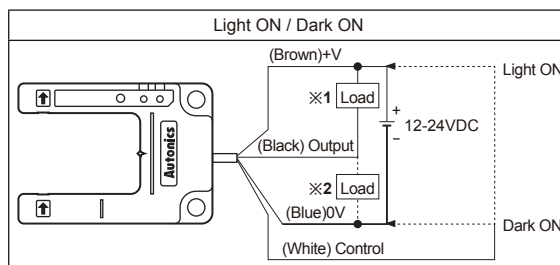 Light ON / Dark ON
(Brown)+V
Light ON
※1 Load
+
12-24VDC
−
(Black) Output
Autonics
※2 Load
(Blue)0V
Dark ON
(White) Control